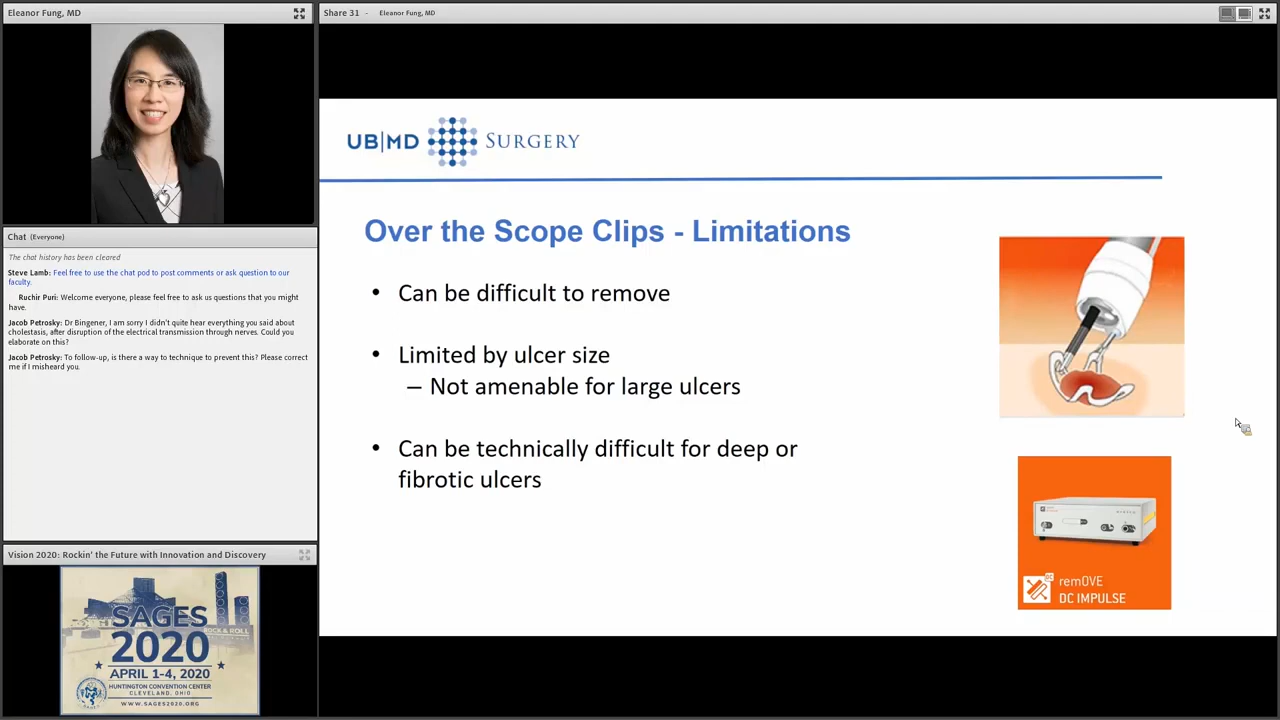 Eleanor Fung, MD
Chat (Everyone)
The chat history has been cleared
Steve Lamb: Feel free to use the chat pod to post comments or ask question to our
faculty.
Ruchir Puri: Welcome everyone, please feel free to ask us questions that you might
have.
Jacob Petrosky: Dr Bingener, I am sorry I didn't quite hear everything you said about
cholestasis, after disruption of the electrical transmission through nerves. Could you
elaborate on this?
Jacob Petrosky: To follow-up, is there a way to technique to prevent this? Please correct
me if I misheard you.
Vision 2020: Rockin' the Future with Innovation and Discovery
SAGES
ROCK & ROLL
2020
APRIL 1-4, 2020
HUNTINGTON CONVENTION CENTER
CLEVELAND, OHIO
WWW.SAGES2020.ORG
Share 31 - Eleanor Fung, MD
UB|MD SURGERY
Over the Scope Clips - Limitations
• Can be difficult to remove
• Limited by ulcer size
– Not amenable for large ulcers
• Can be technically difficult for deep or
fibrotic ulcers
remOVE
DC IMPULSE